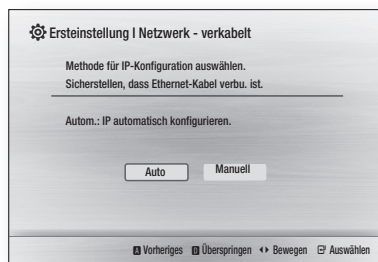 Ersteinstellung I Netzwerk - verkabelt
Methode für IP-Konfiguration auswählen.
Sicherstellen, dass Ethernet-Kabel verbu. ist.
Autom.: IP automatisch konfigurieren.
Auto Manuell
A Vorheriges D Überspringen Bewegen Auswählen